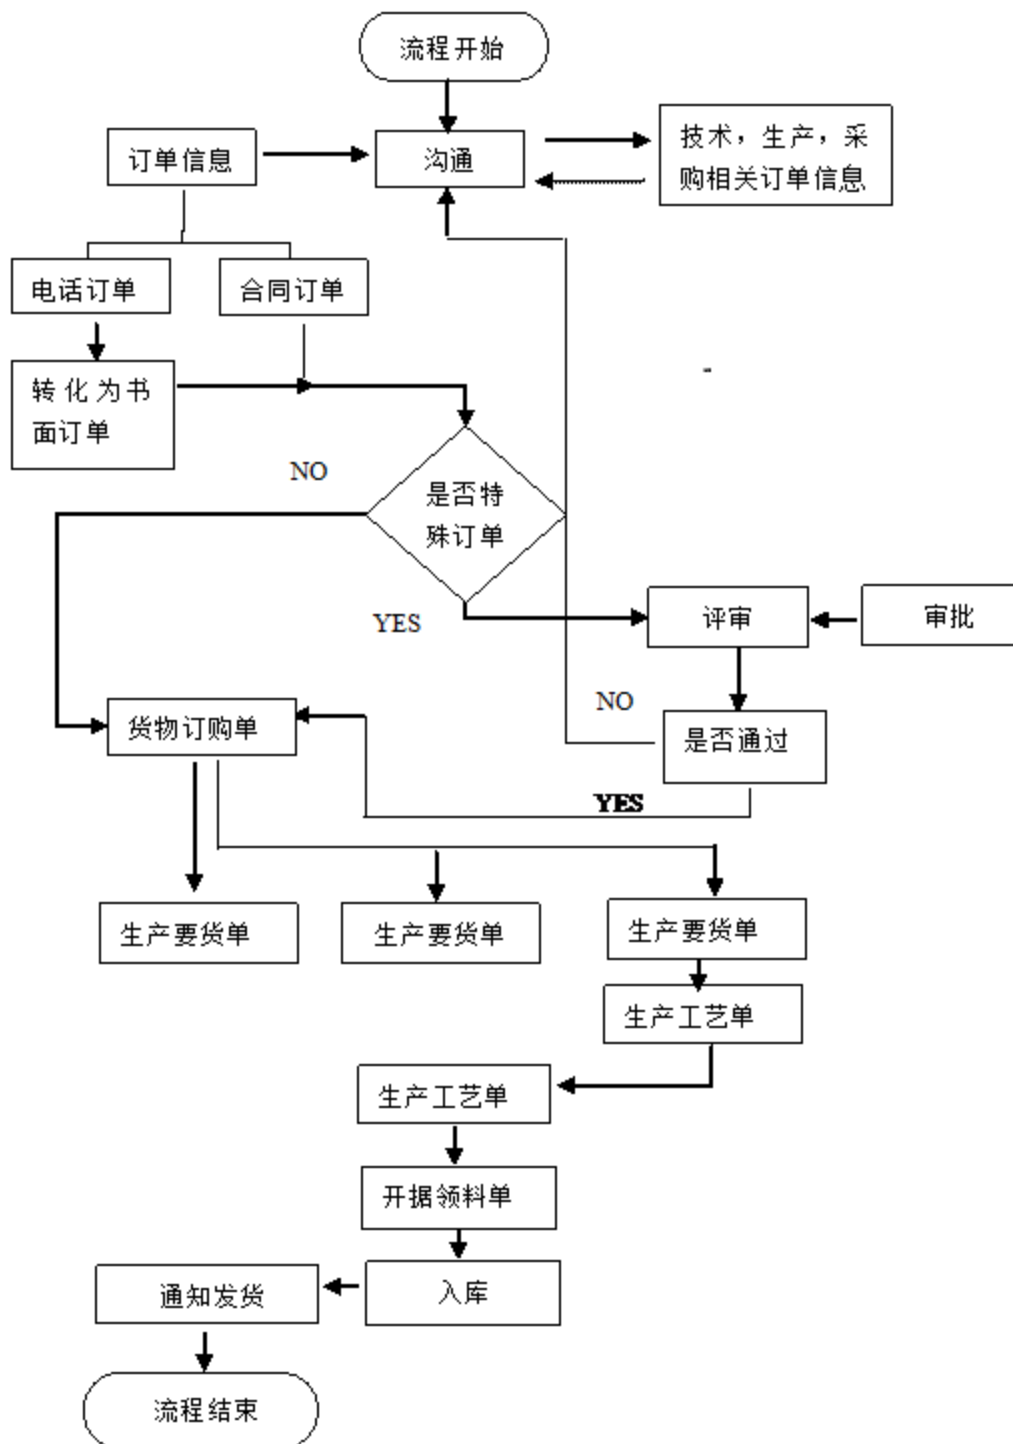 流程开始
订单信息
沟通
技术，生产，采
购相关订单信息
电话订单
合同订单
转化为书
面订单
NO
是否特
殊订单
YES
评审
审批
NO
货物订购单
是否通过
YES
生产要货单
生产要货单
生产要货单
生产工艺单
生产工艺单
开据领料单
入库
通知发货
流程结束